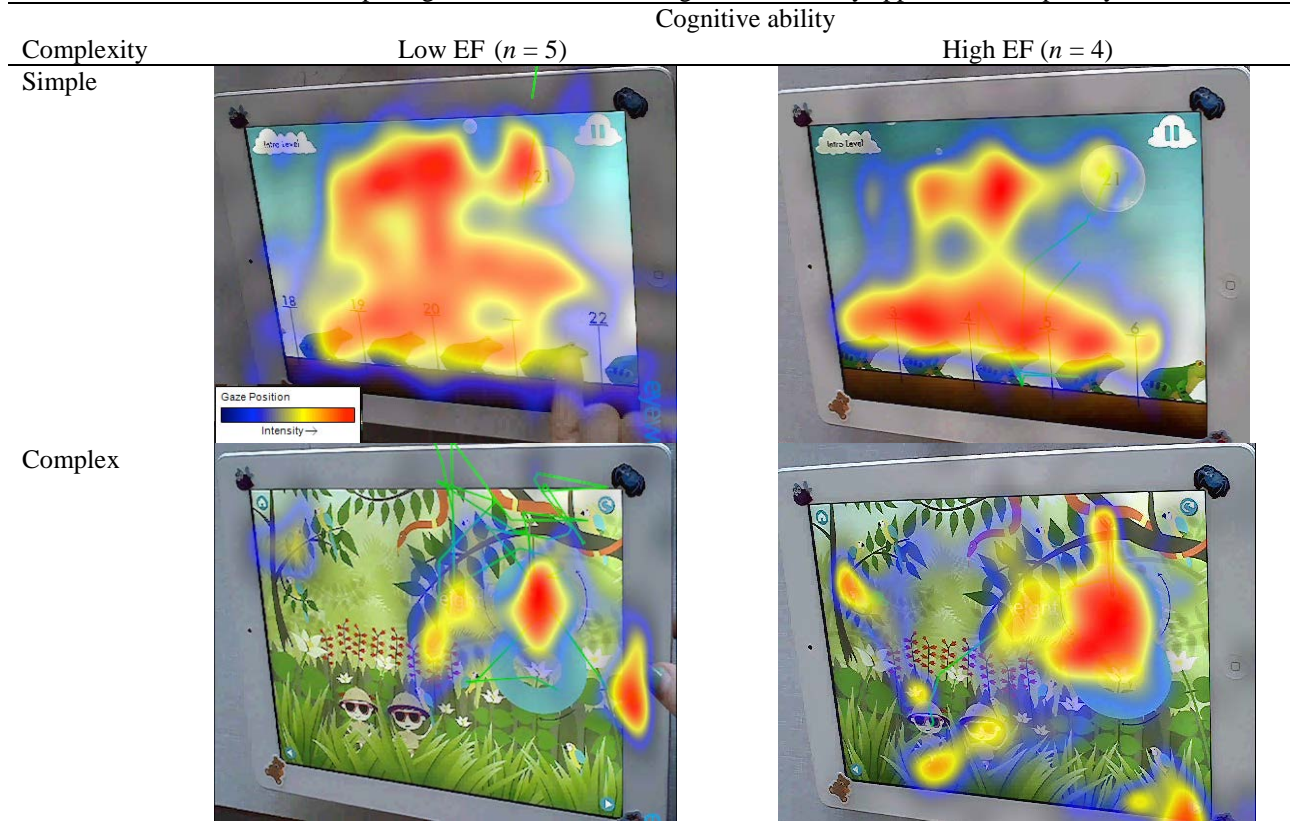 Cognitive ability
Complexity Low EF (n = 5) High EF (n = 4)
Simple
Intro Level
21
18 19 20 22
Gaze Position
Intensity→
Intro Level
21
3 4 5 6
Complex